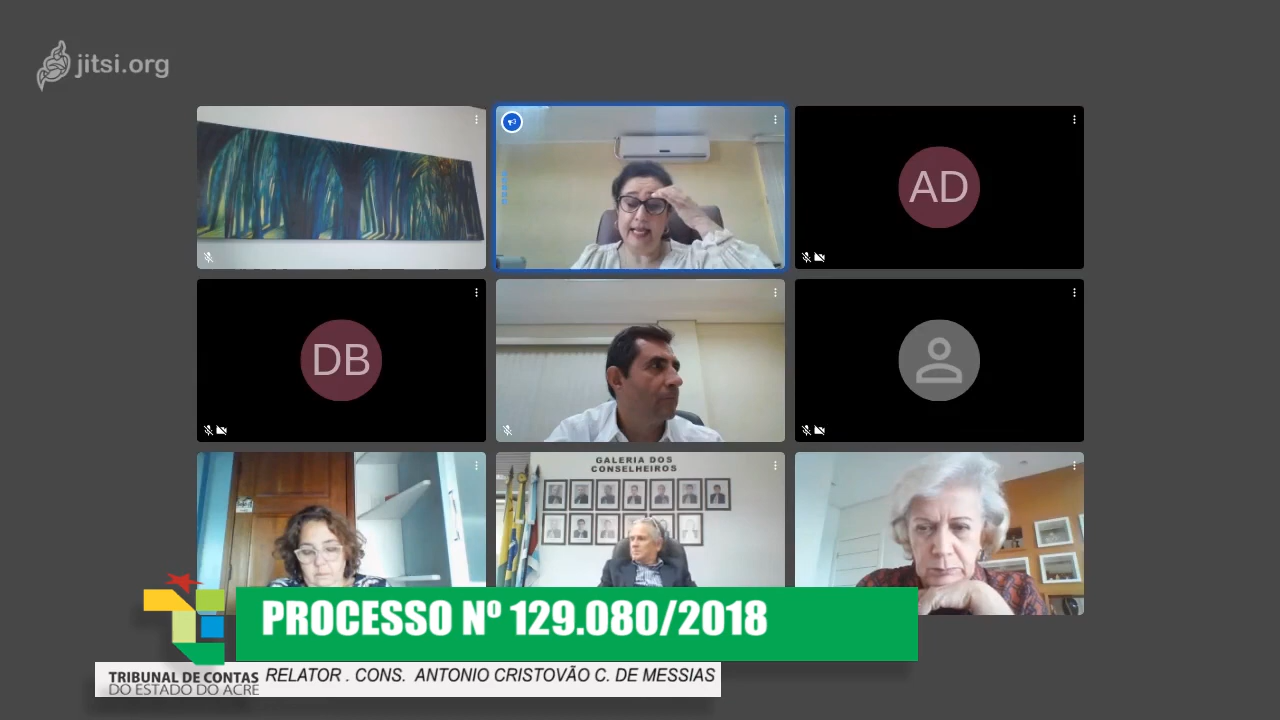 jitsi.org
AD
DB
GALERIA DOS
CONSELHEIROS
PROCESSO Nº 129.080/2018
TRIBUNAL DE CONTAS
DO ESTADO DO ACRE
RELATOR . CONS. ANTONIO CRISTOVÃO C. DE MESSIAS